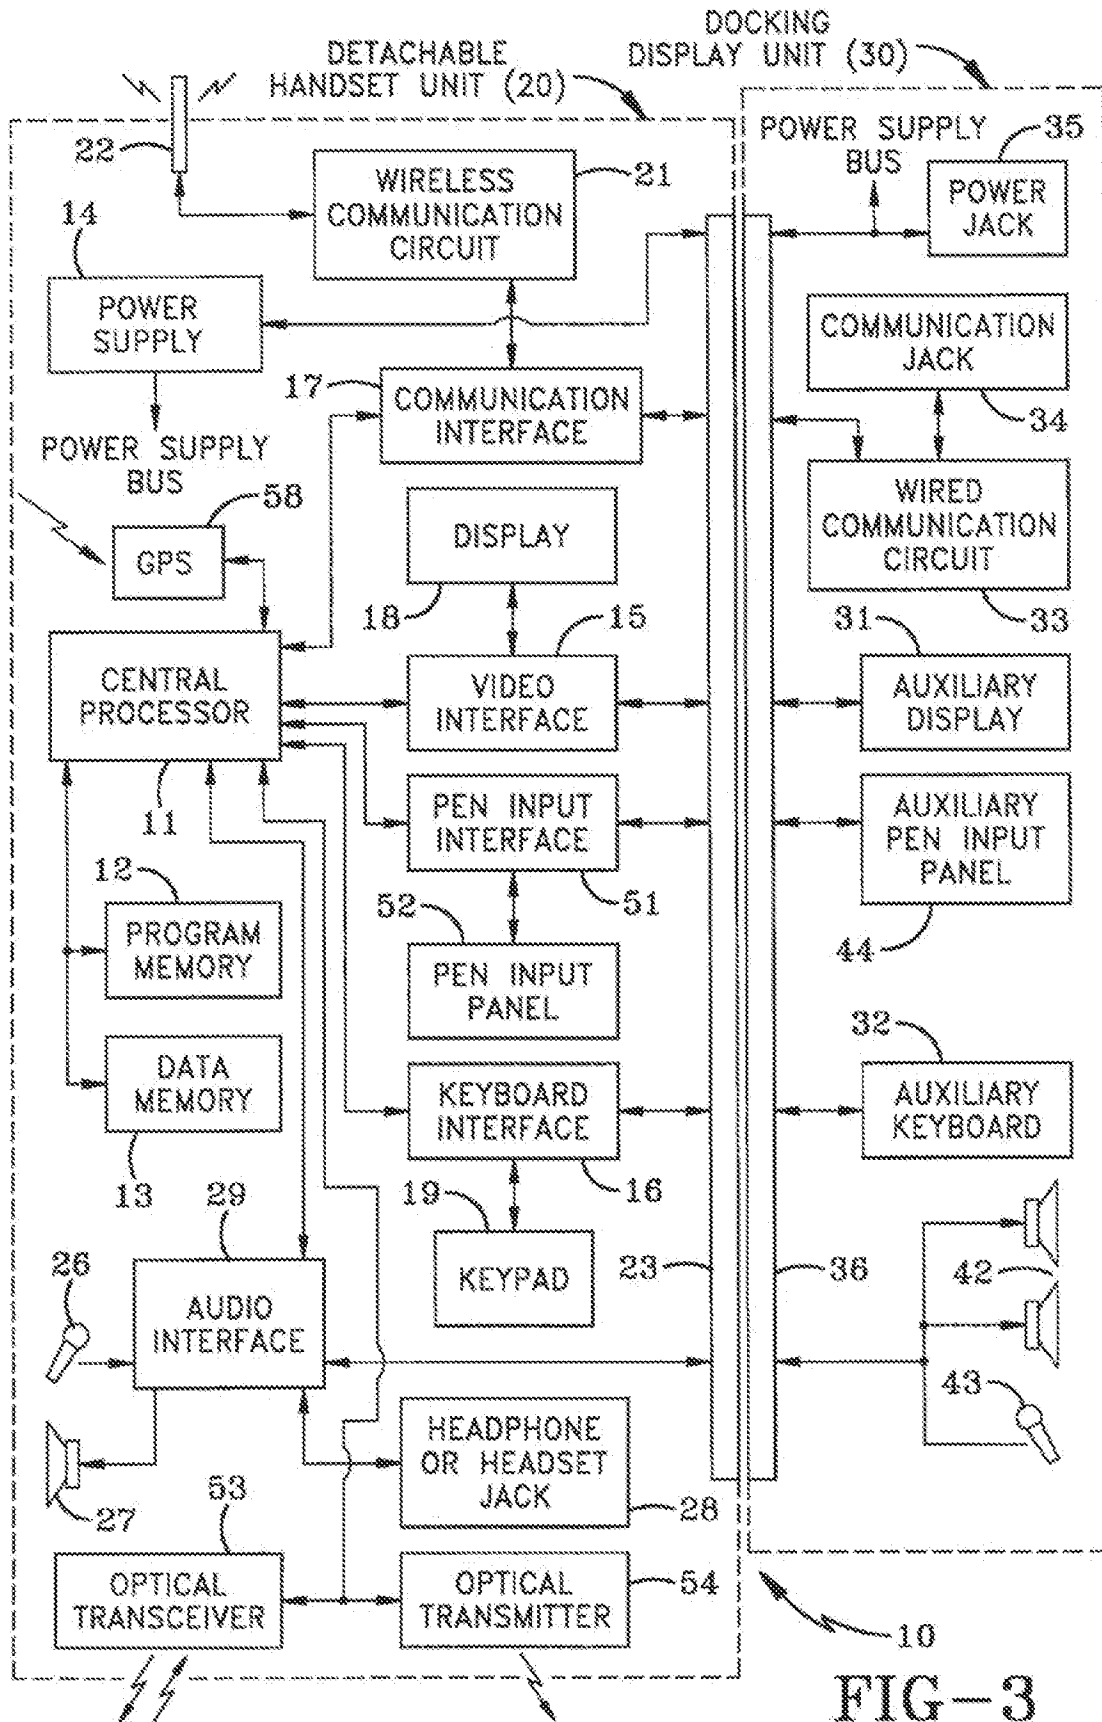 DOCKING
DISPLAY UNIT (30)
DETACHABLE
HANDSET UNIT (20)
22
WIRELESS
COMMUNICATION
CIRCUIT
21
POWER SUPPLY
BUS
35
POWER
JACK
14
POWER
SUPPLY
COMMUNICATION
JACK
34
17
COMMUNICATION
INTERFACE
POWER SUPPLY
BUS
58
GPS
DISPLAY
18
WIRED
COMMUNICATION
CIRCUIT
33
15
31
CENTRAL
PROCESSOR
11
VIDEO
INTERFACE
AUXILIARY
DISPLAY
PEN INPUT
INTERFACE
51
AUXILIARY
PEN INPUT
PANEL
44
12
PROGRAM
MEMORY
52
PEN INPUT
PANEL
32
DATA
MEMORY
13
KEYBOARD
INTERFACE
16
AUXILIARY
KEYBOARD
29
19
KEYPAD
23
36
42
26
AUDIO
INTERFACE
43
27
HEADPHONE
OR HEADSET
JACK
28
53
OPTICAL
TRANSCEIVER
OPTICAL
TRANSMITTER
54
10
FIG-3